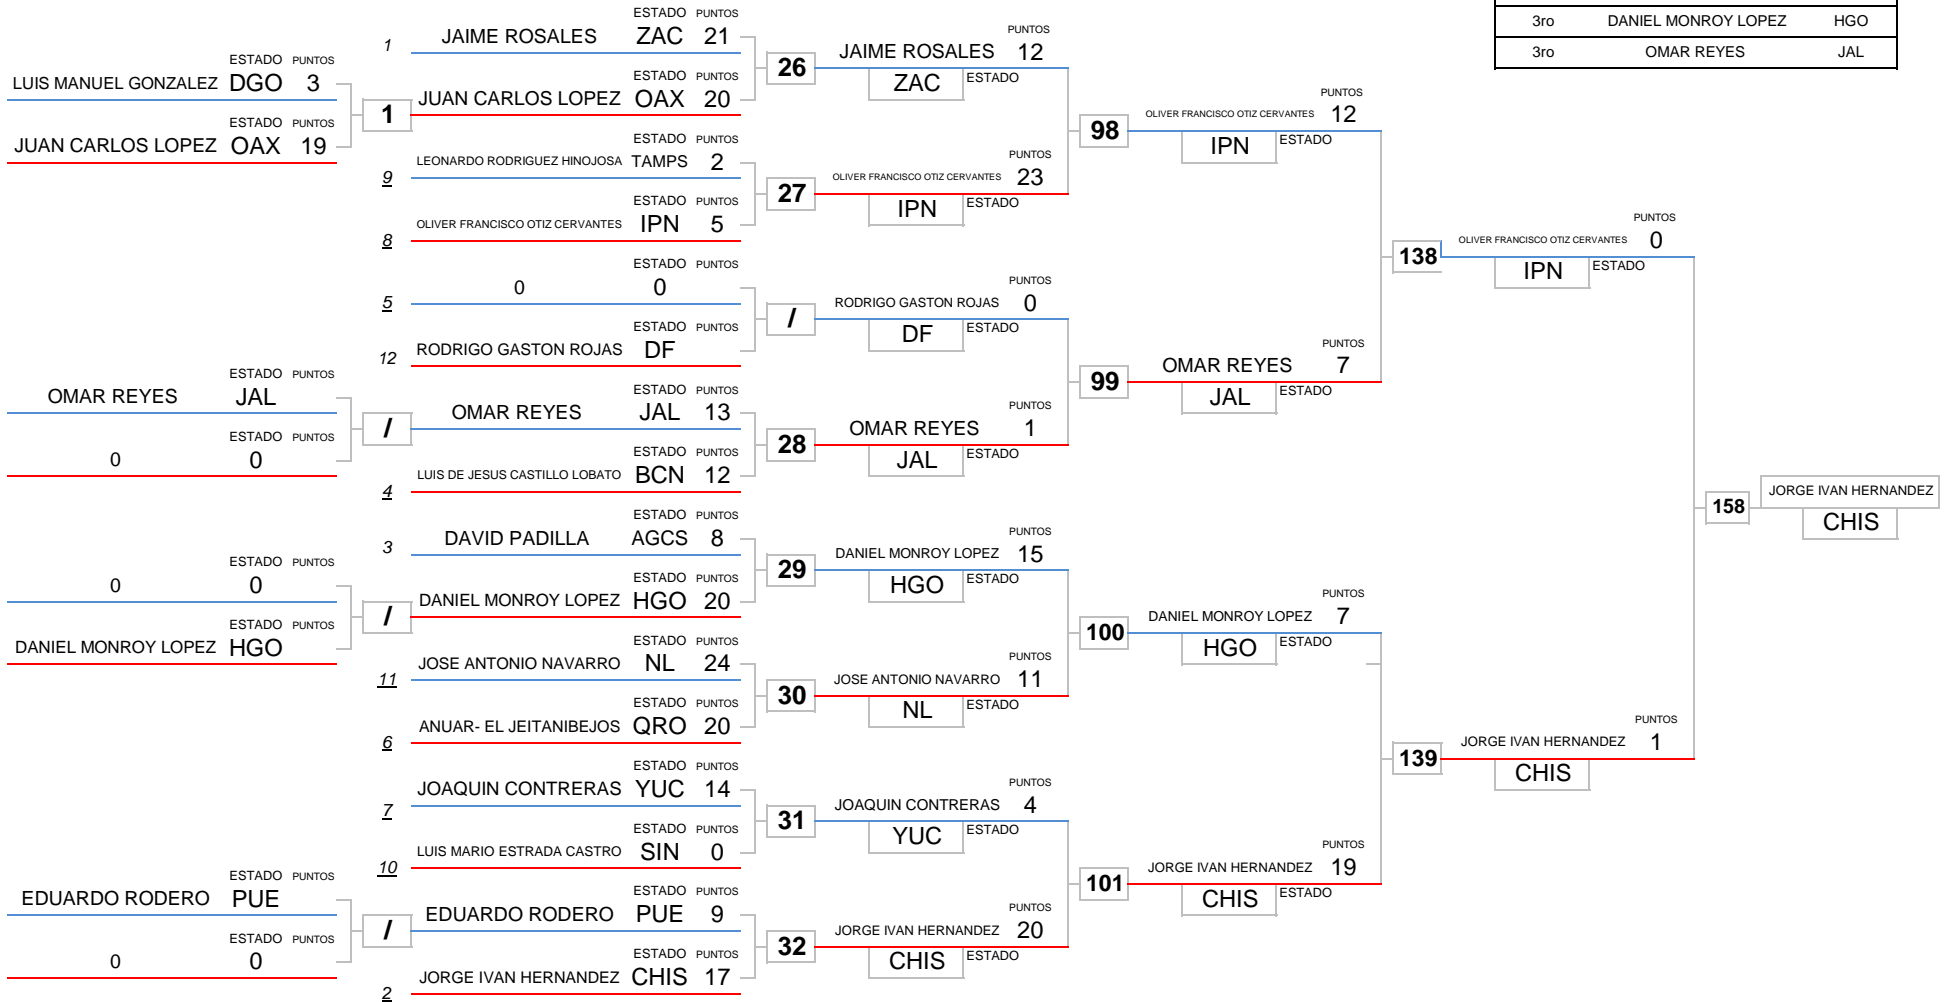 3ro DANIEL MONROY LOPEZ HGO
3ro OMAR REYES JAL
ESTADO PUNTOS
LUIS MANUEL GONZALEZ DGO 3
1
ESTADO PUNTOS
JUAN CARLOS LOPEZ OAX 19
ESTADO PUNTOS
OMAR REYES JAL
/
ESTADO PUNTOS
0 0
ESTADO PUNTOS
0 0
/
ESTADO PUNTOS
DANIEL MONROY LOPEZ HGO
ESTADO PUNTOS
EDUARDO RODERO PUE
/
ESTADO PUNTOS
0 0
ESTADO PUNTOS
1 JAIME ROSALES ZAC 21
26
ESTADO PUNTOS
JUAN CARLOS LOPEZ OAX 20
ESTADO PUNTOS
9 LEONARDO RODRIGUEZ HINOJOSA TAMPS 2
27
ESTADO PUNTOS
8 OLIVER FRANCISCO OTIZ CERVANTES IPN 5
ESTADO PUNTOS
5 0 0
/
ESTADO PUNTOS
12 RODRIGO GASTON ROJAS DF
ESTADO PUNTOS
OMAR REYES JAL 13
28
ESTADO PUNTOS
4 LUIS DE JESUS CASTILLO LOBATO BCN 12
ESTADO PUNTOS
3 DAVID PADILLA AGCS 8
29
ESTADO PUNTOS
DANIEL MONROY LOPEZ HGO 20
ESTADO PUNTOS
11 JOSE ANTONIO NAVARRO NL 24
30
ESTADO PUNTOS
6 ANUAR- EL JEITANIBEJOS QRO 20
ESTADO PUNTOS
7 JOAQUIN CONTRERAS YUC 14
31
ESTADO PUNTOS
10 LUIS MARIO ESTRADA CASTRO SIN 0
ESTADO PUNTOS
EDUARDO RODERO PUE 9
32
ESTADO PUNTOS
2 JORGE IVAN HERNANDEZ CHIS 17
PUNTOS
JAIME ROSALES 12
ZAC ESTADO
98
PUNTOS
OLIVER FRANCISCO OTIZ CERVANTES 23
IPN ESTADO
PUNTOS
RODRIGO GASTON ROJAS 0
DF ESTADO
99
PUNTOS
OMAR REYES 1
JAL ESTADO
PUNTOS
DANIEL MONROY LOPEZ 15
HGO ESTADO
100
PUNTOS
JOSE ANTONIO NAVARRO 11
NL ESTADO
PUNTOS
JOAQUIN CONTRERAS 4
YUC ESTADO
101
PUNTOS
JORGE IVAN HERNANDEZ 20
CHIS ESTADO
PUNTOS
OLIVER FRANCISCO OTIZ CERVANTES 12
IPN ESTADO
138
PUNTOS
OMAR REYES 7
JAL ESTADO
PUNTOS
DANIEL MONROY LOPEZ 7
HGO ESTADO
139
PUNTOS
JORGE IVAN HERNANDEZ 19
CHIS ESTADO
PUNTOS
OLIVER FRANCISCO OTIZ CERVANTES 0
IPN ESTADO
158
PUNTOS
JORGE IVAN HERNANDEZ 1
CHIS
JORGE IVAN HERNANDEZ
CHIS